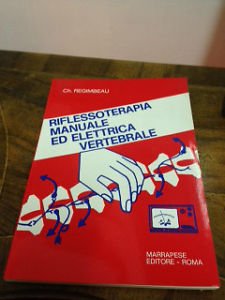 Ch. REGIMBEAU
RIFLESSOTERAPIA
MANUALE
ED ELETTRICA
VERTEBRALE
MARRAPESE
EDITORE - ROMA